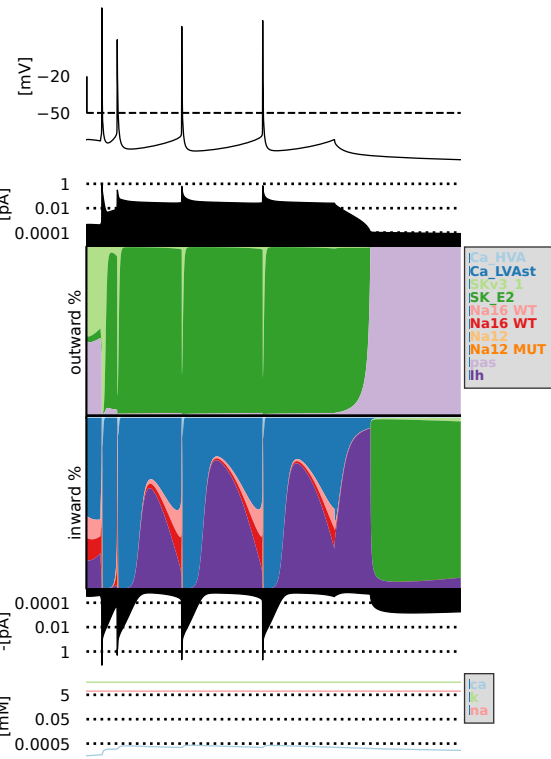 [mV]
−20
−50
[pA]
1
0.01
0.0001
outward %
Ca_HVA
Ca_LVAst
SKv3_1
SK_E2
Na16 WT
Na16 WT
Na12
Na12 MUT
pas
Ih
inward %
-[pA]
0.0001
0.01
1
[mM]
5
0.05
0.0005
ca
k
na